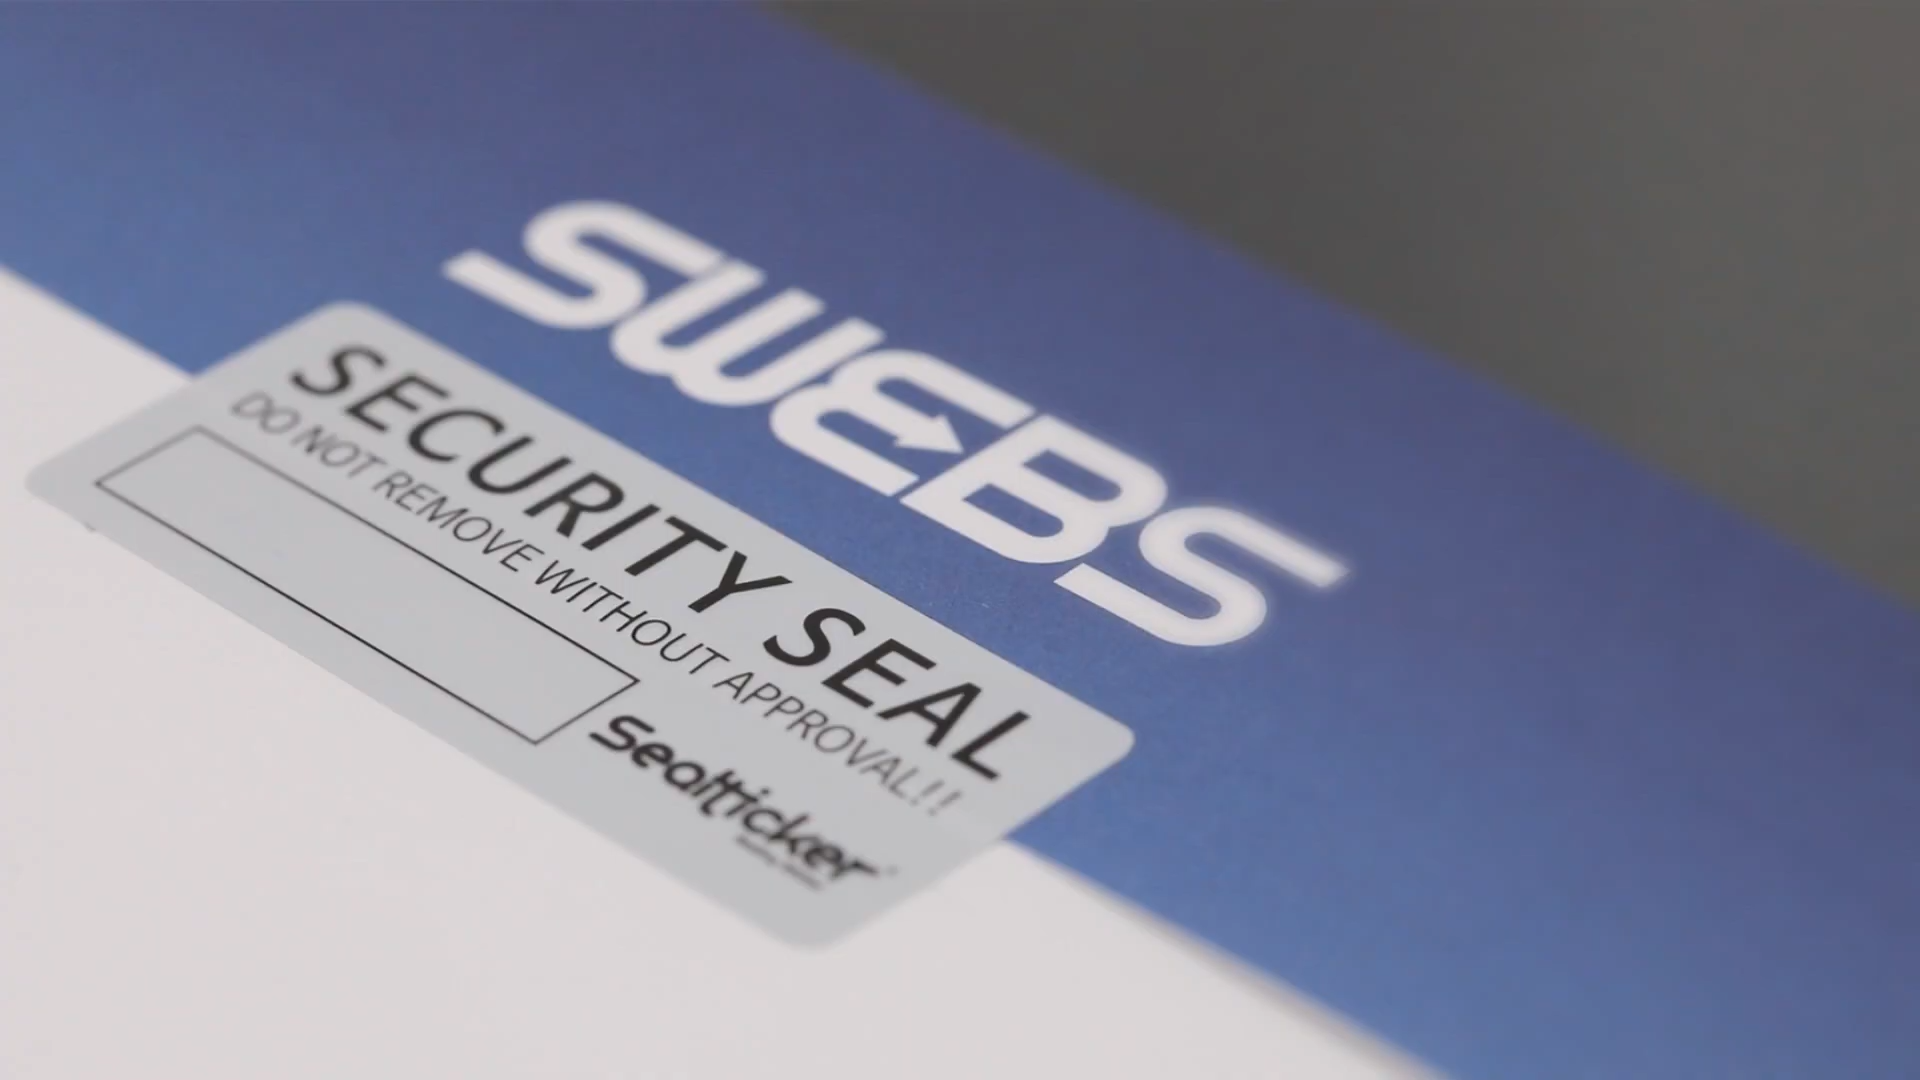 SWEBS
SECURITY SEAL
DO NOT REMOVE WITHOUT APPROVAL!!
Sealticker